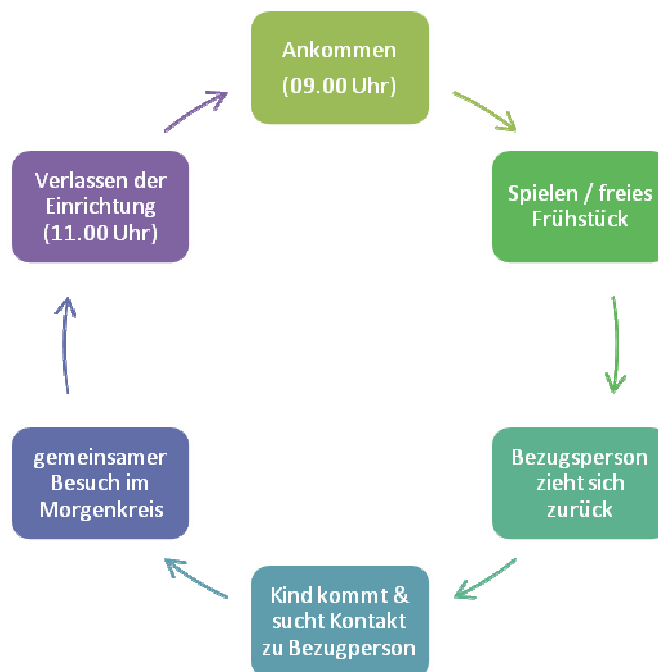 Ankommen
(09.00 Uhr)
Spielen / freies
Frühstück
Bezugsperson
zieht sich
zurück
Kind kommt &
sucht Kontakt
zu Bezugsperson
gemeinsamer
Besuch im
Morgenkreis
Verlassen der
Einrichtung
(11.00 Uhr)